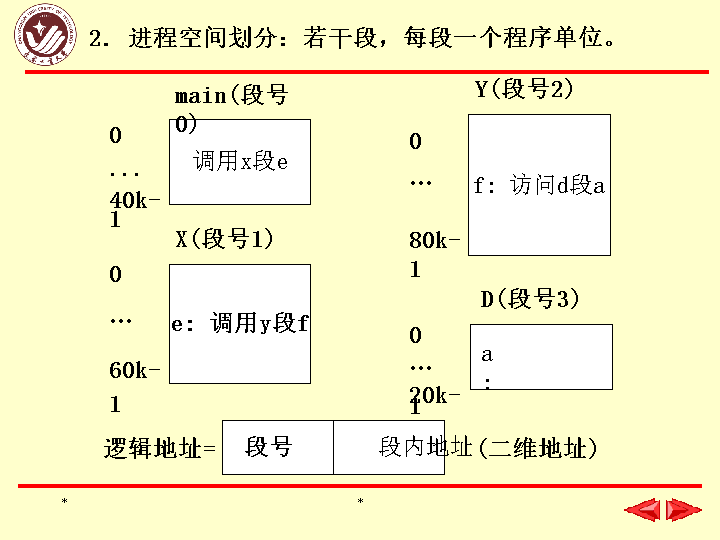 2. 进程空间划分：若干段，每段一个程序单位。
main(段号
0)
0
...
40k-
1
调用x段e
X(段号1)
0
…
60k-
1
e: 调用y段f
Y(段号2)
0
…
80k-
1
f: 访问d段a
D(段号3)
0
…
20k-
1
a
:
逻辑地址= 段号 段内地址 (二维地址)
* *